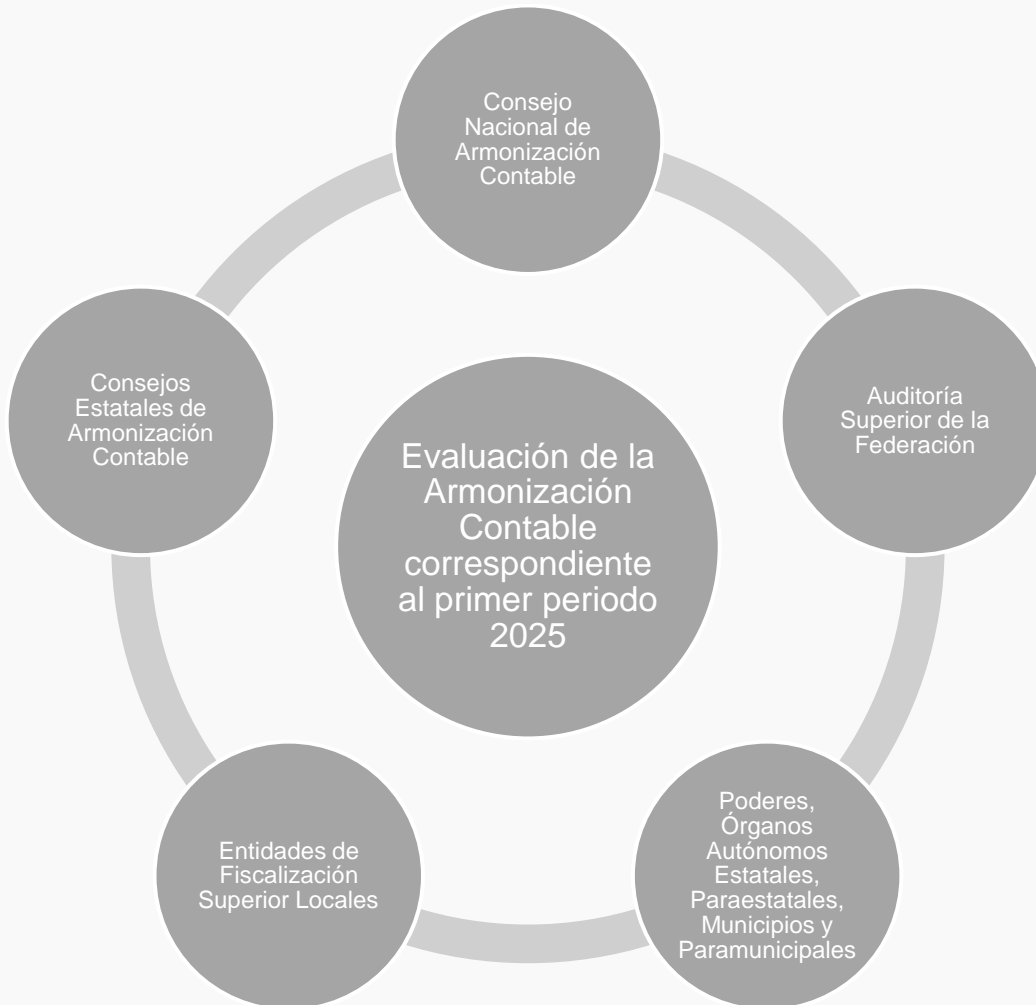 Consejo
Nacional de
Armonización
Contable
Auditoría
Superior de la
Federación
Poderes,
Órganos
Autónomos
Estatales,
Paraestatales,
Municipios y
Paramunicipales
Entidades de
Fiscalización
Superior Locales
Consejos
Estatales de
Armonización
Contable
Evaluación de la
Armonización
Contable
correspondiente
al primer periodo
2025